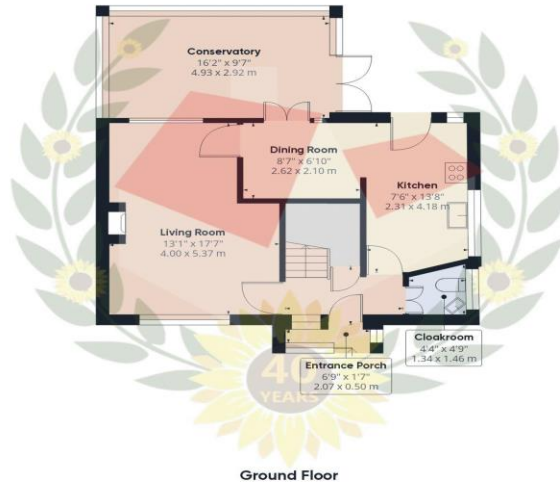 Conservatory
16'2" x 9'7"
4.93 x 2.92 m
Dining Room
8'7" x 6'10"
2.62 x 2.10 m
Kitchen
7'6" x 13'8"
2.31 x 4.18 m
Living Room
13'1" x 17'7"
4.00 x 5.37 m
Cloakroom
4'4" x 4'9"
1.34 x 1.46 m
Entrance Porch
6'9" x 1'7"
2.07 x 0.50 m
40
YEARS
Ground Floor